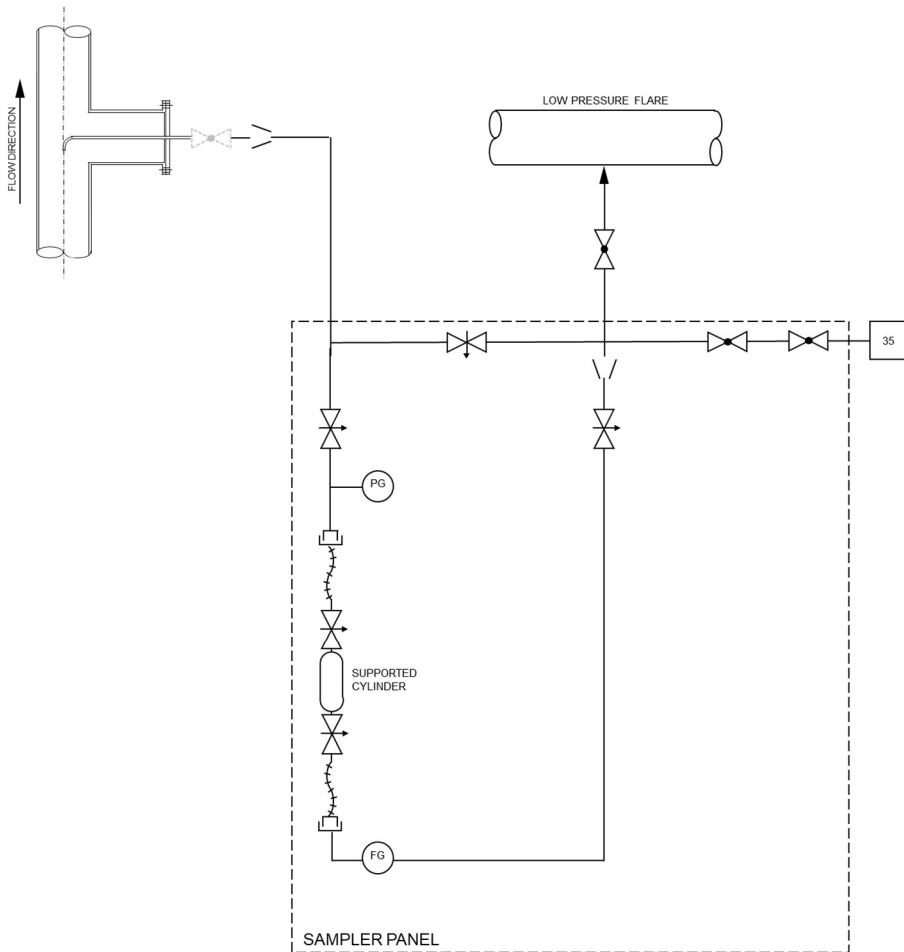 FLOW DIRECTION
LOW PRESSURE FLARE
35
PG
SUPPORTED
CYLINDER
FG
SAMPLER PANEL